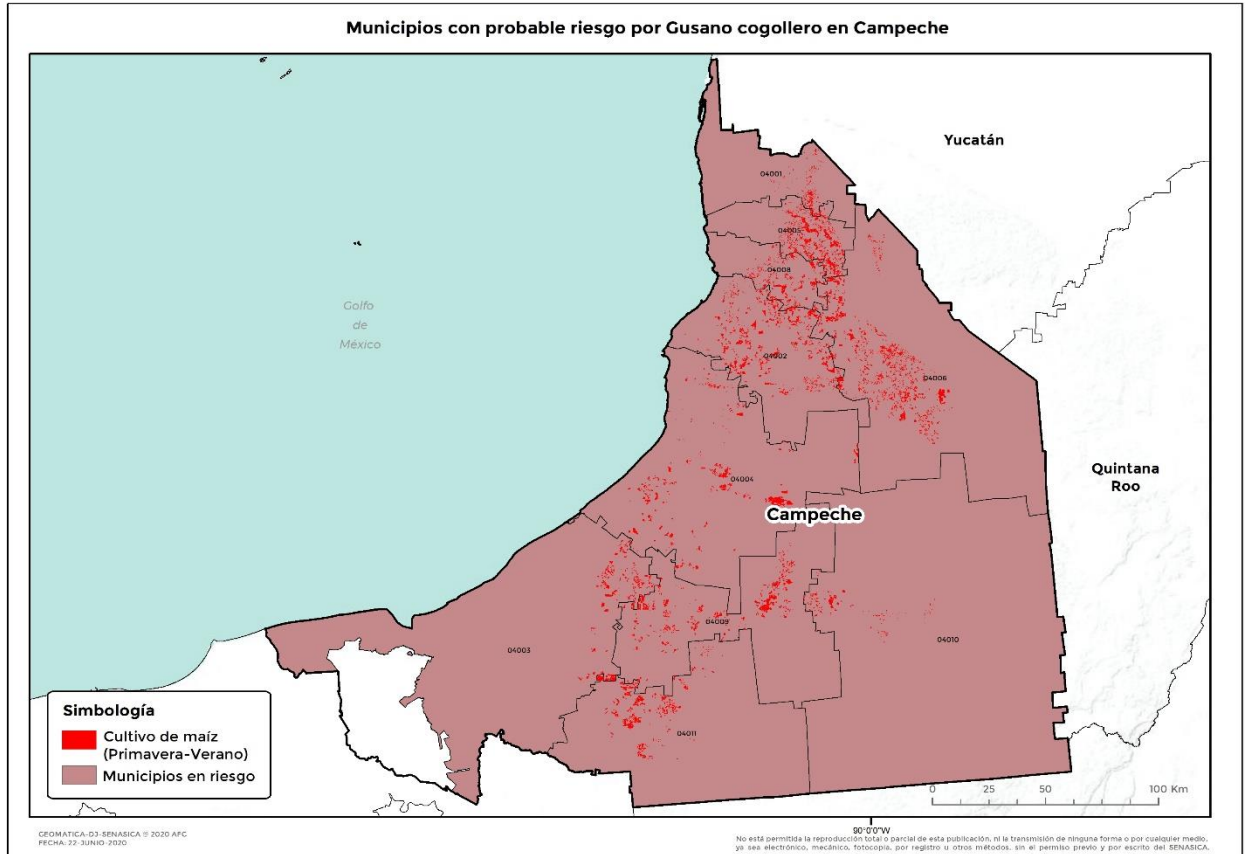 Municipios con probable riesgo por Gusano cogollero en Campeche
Yucatán
04001
04005
04008
Golfo
de
México
04002
04006
Quintana
Roo
04004
Campeche
04009
04010
04003
04011
Simbología
Cultivo de maíz
(Primavera-Verano)
Municipios en riesgo
0 25 50 100 Km
90°0'0"W
GEOMATICA-DJ-SENASICA © 2020 AFC
FECHA: 22-JUNIO-2020
No está permitida la reproducción total o parcial de esta publicación, ni la transmisión de ninguna forma o por cualquier medio,
ya sea electrónico, mecánico, fotocopia, por registro u otros métodos, sin el permiso previo y por escrito del SENASICA.